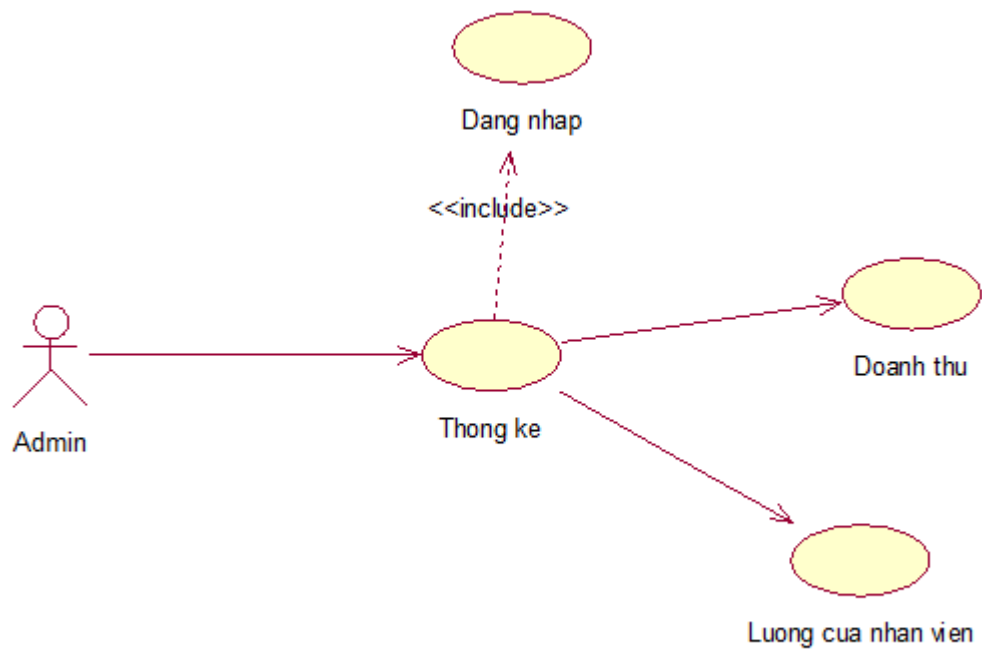 Dang nhap
<<include>>
Doanh thu
Thong ke
Admin
Luong cua nhan vien